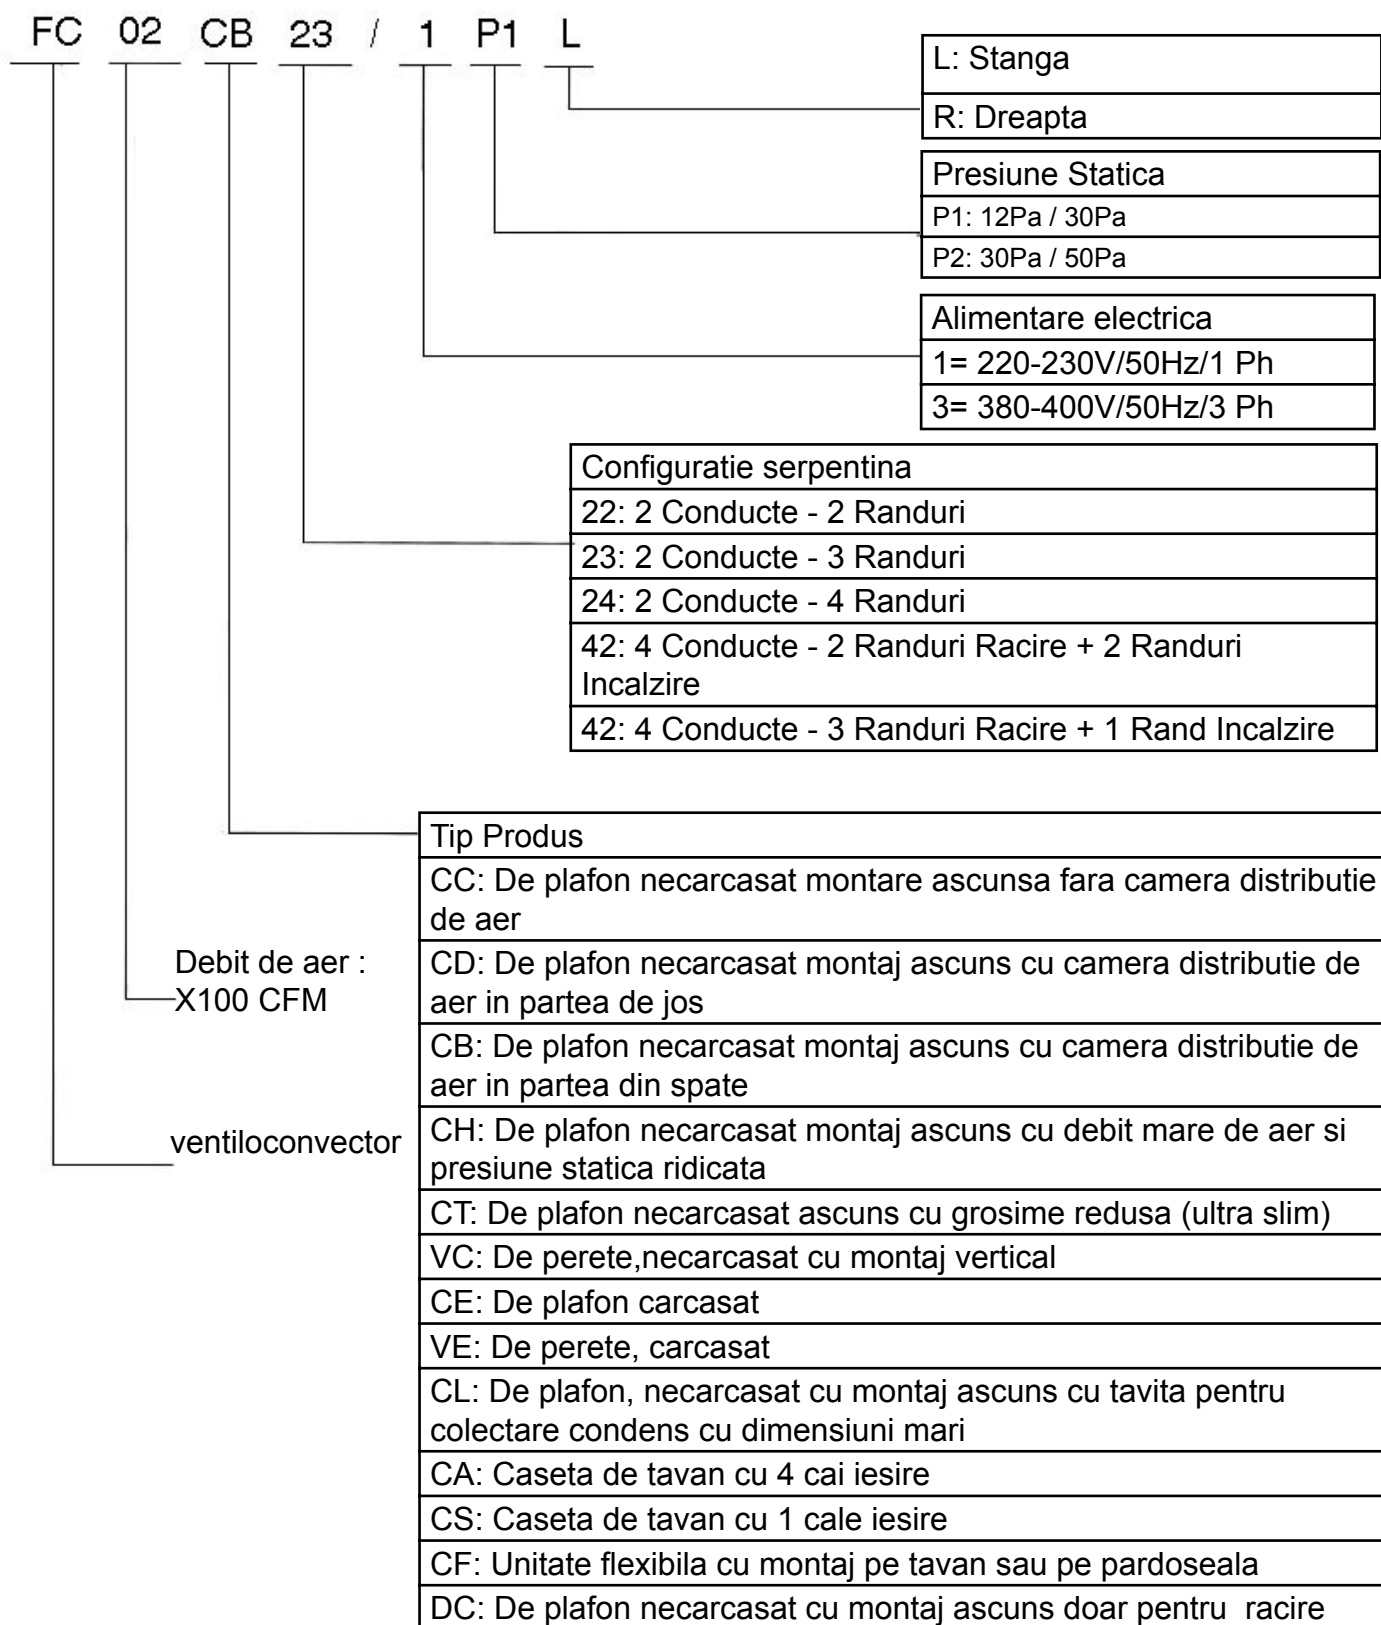 FC 02 CB 23 / 1 P1 L
L: Stanga
R: Dreapta
Presiune Statica
P1: 12Pa / 30Pa
P2: 30Pa / 50Pa
Alimentare electrica
1= 220-230V/50Hz/1 Ph
3= 380-400V/50Hz/3 Ph
Configuratie serpentina
22: 2 Conducte - 2 Randuri
23: 2 Conducte - 3 Randuri
24: 2 Conducte - 4 Randuri
42: 4 Conducte - 2 Randuri Racire + 2 Randuri
Incalzire
42: 4 Conducte - 3 Randuri Racire + 1 Rand Incalzire
Debit de aer :
X100 CFM
ventiloconvector
Tip Produs
CC: De plafon necarcasat montare ascunsa fara camera distributie
de aer
CD: De plafon necarcasat montaj ascuns cu camera distributie de
aer in partea de jos
CB: De plafon necarcasat montaj ascuns cu camera distributie de
aer in partea din spate
CH: De plafon necarcasat montaj ascuns cu debit mare de aer si
presiune statica ridicata
CT: De plafon necarcasat ascuns cu grosime redusa (ultra slim)
VC: De perete,necarcasat cu montaj vertical
CE: De plafon carcasat
VE: De perete, carcasat
CL: De plafon, necarcasat cu montaj ascuns cu tavita pentru
colectare condens cu dimensiuni mari
CA: Caseta de tavan cu 4 cai iesire
CS: Caseta de tavan cu 1 cale iesire
CF: Unitate flexibila cu montaj pe tavan sau pe pardoseala
DC: De plafon necarcasat cu montaj ascuns doar pentru  racire